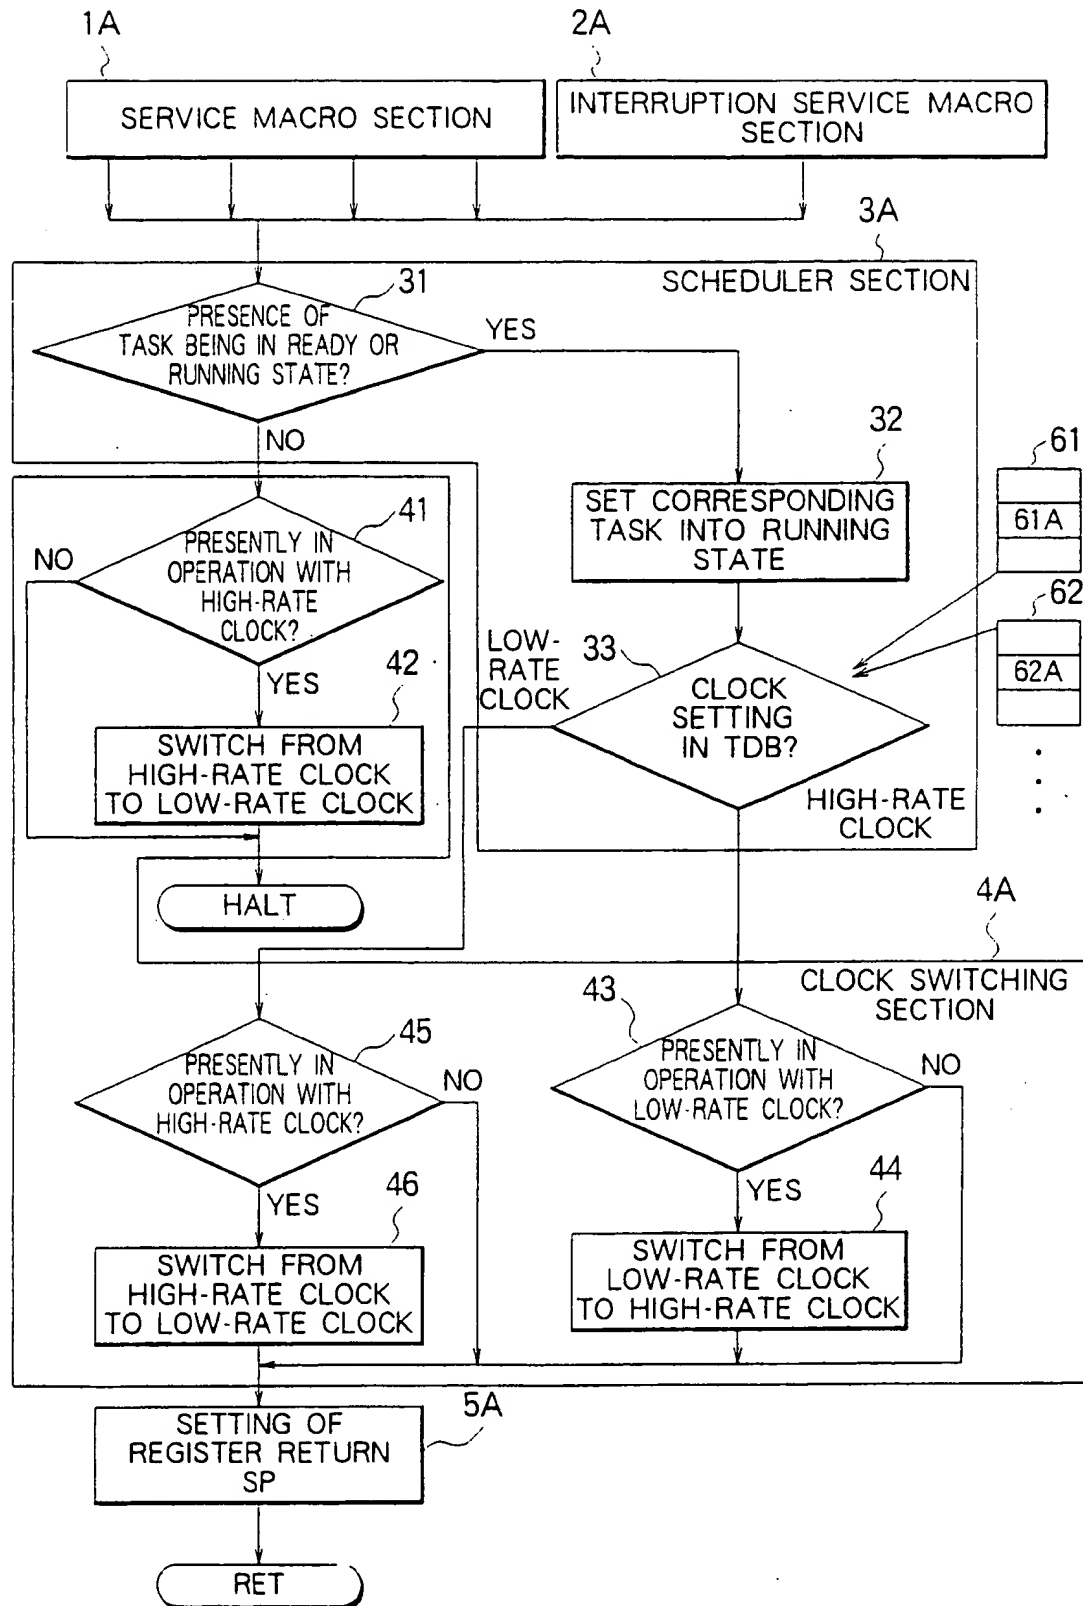 1A
2A
SERVICE MACRO SECTION
INTERRUPTION SERVICE MACRO
SECTION
3A
SCHEDULER SECTION
31
PRESENCE OF
TASK BEING IN READY OR
RUNNING STATE?
YES
NO
32
SET CORRESPONDING
TASK INTO RUNNING
STATE
61
61A
62
62A
41
NO
PRESENTLY IN
OPERATION WITH
HIGH-RATE
CLOCK?
YES
42
SWITCH FROM
HIGH-RATE CLOCK
TO LOW-RATE CLOCK
HALT
LOW-
RATE
CLOCK
33
CLOCK
SETTING
IN TDB?
HIGH-RATE
CLOCK
4A
CLOCK SWITCHING
SECTION
45
PRESENTLY IN
OPERATION WITH
HIGH-RATE CLOCK?
NO
YES
46
SWITCH FROM
HIGH-RATE CLOCK
TO LOW-RATE CLOCK
43
PRESENTLY IN
OPERATION WITH
LOW-RATE CLOCK?
NO
YES
44
SWITCH FROM
LOW-RATE CLOCK
TO HIGH-RATE CLOCK
5A
SETTING OF
REGISTER RETURN
SP
RET